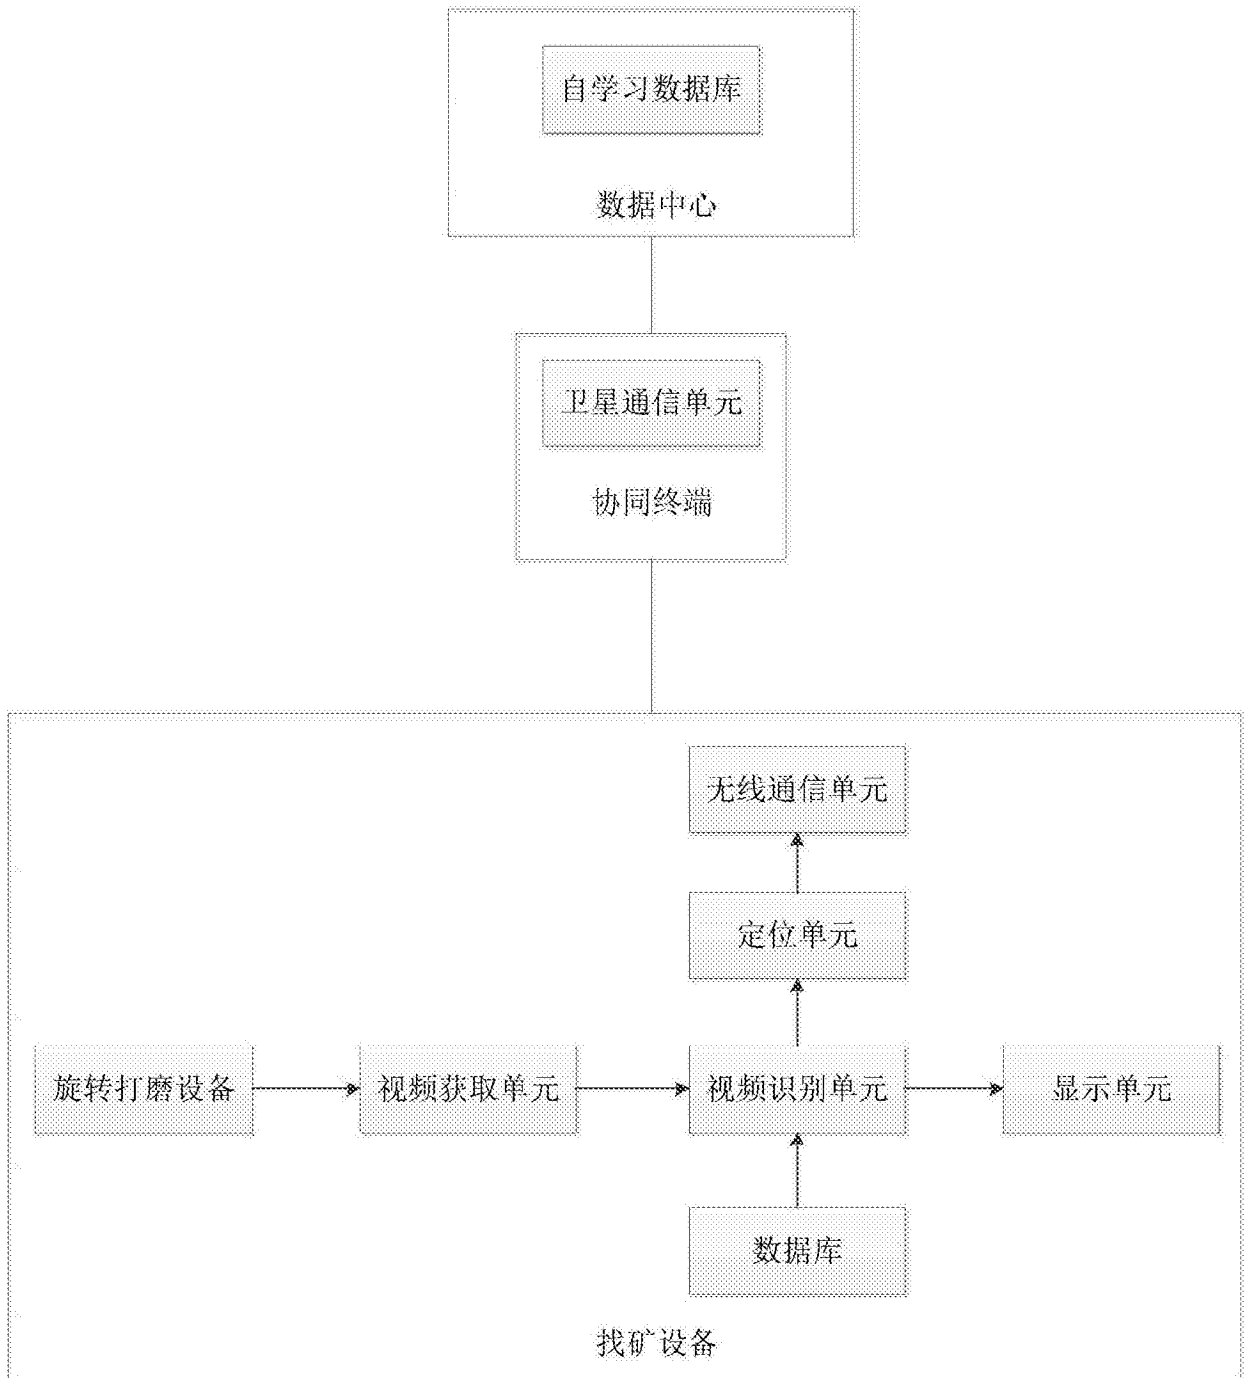 自学习数据库
数据中心
卫星通信单元
协同终端
无线通信单元
定位单元
旋转打磨设备
视频获取单元
视频识别单元
显示单元
数据库
找矿设备